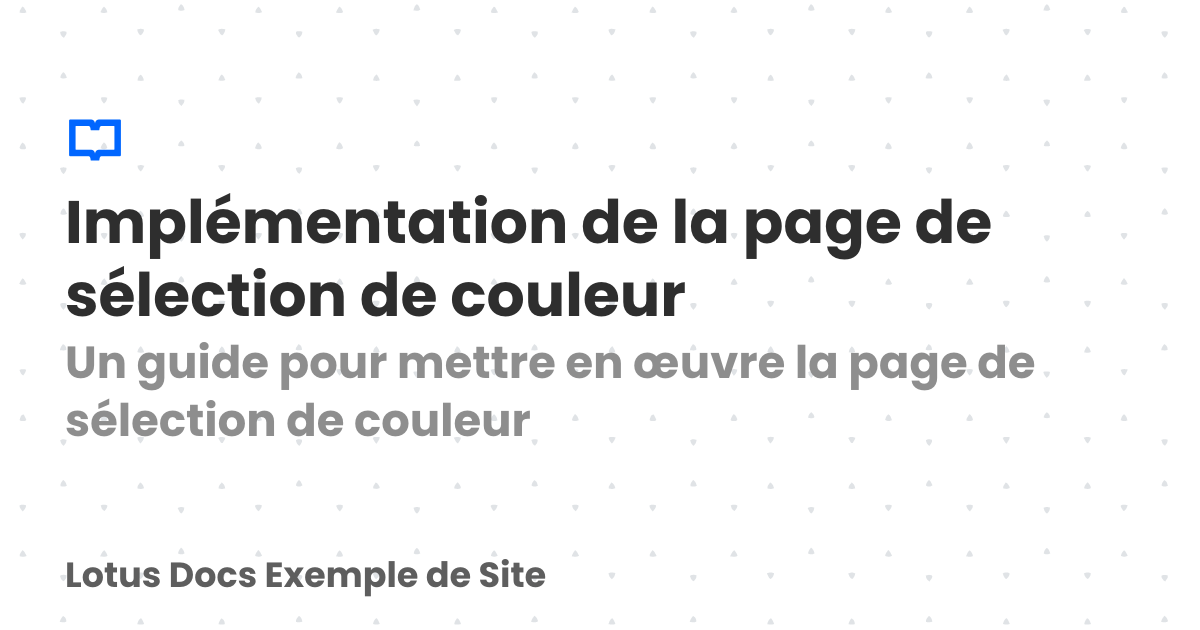 Implémentation de la page de
sélection de couleur
Un guide pour mettre en œuvre la page de
sélection de couleur
Lotus Docs Exemple de Site